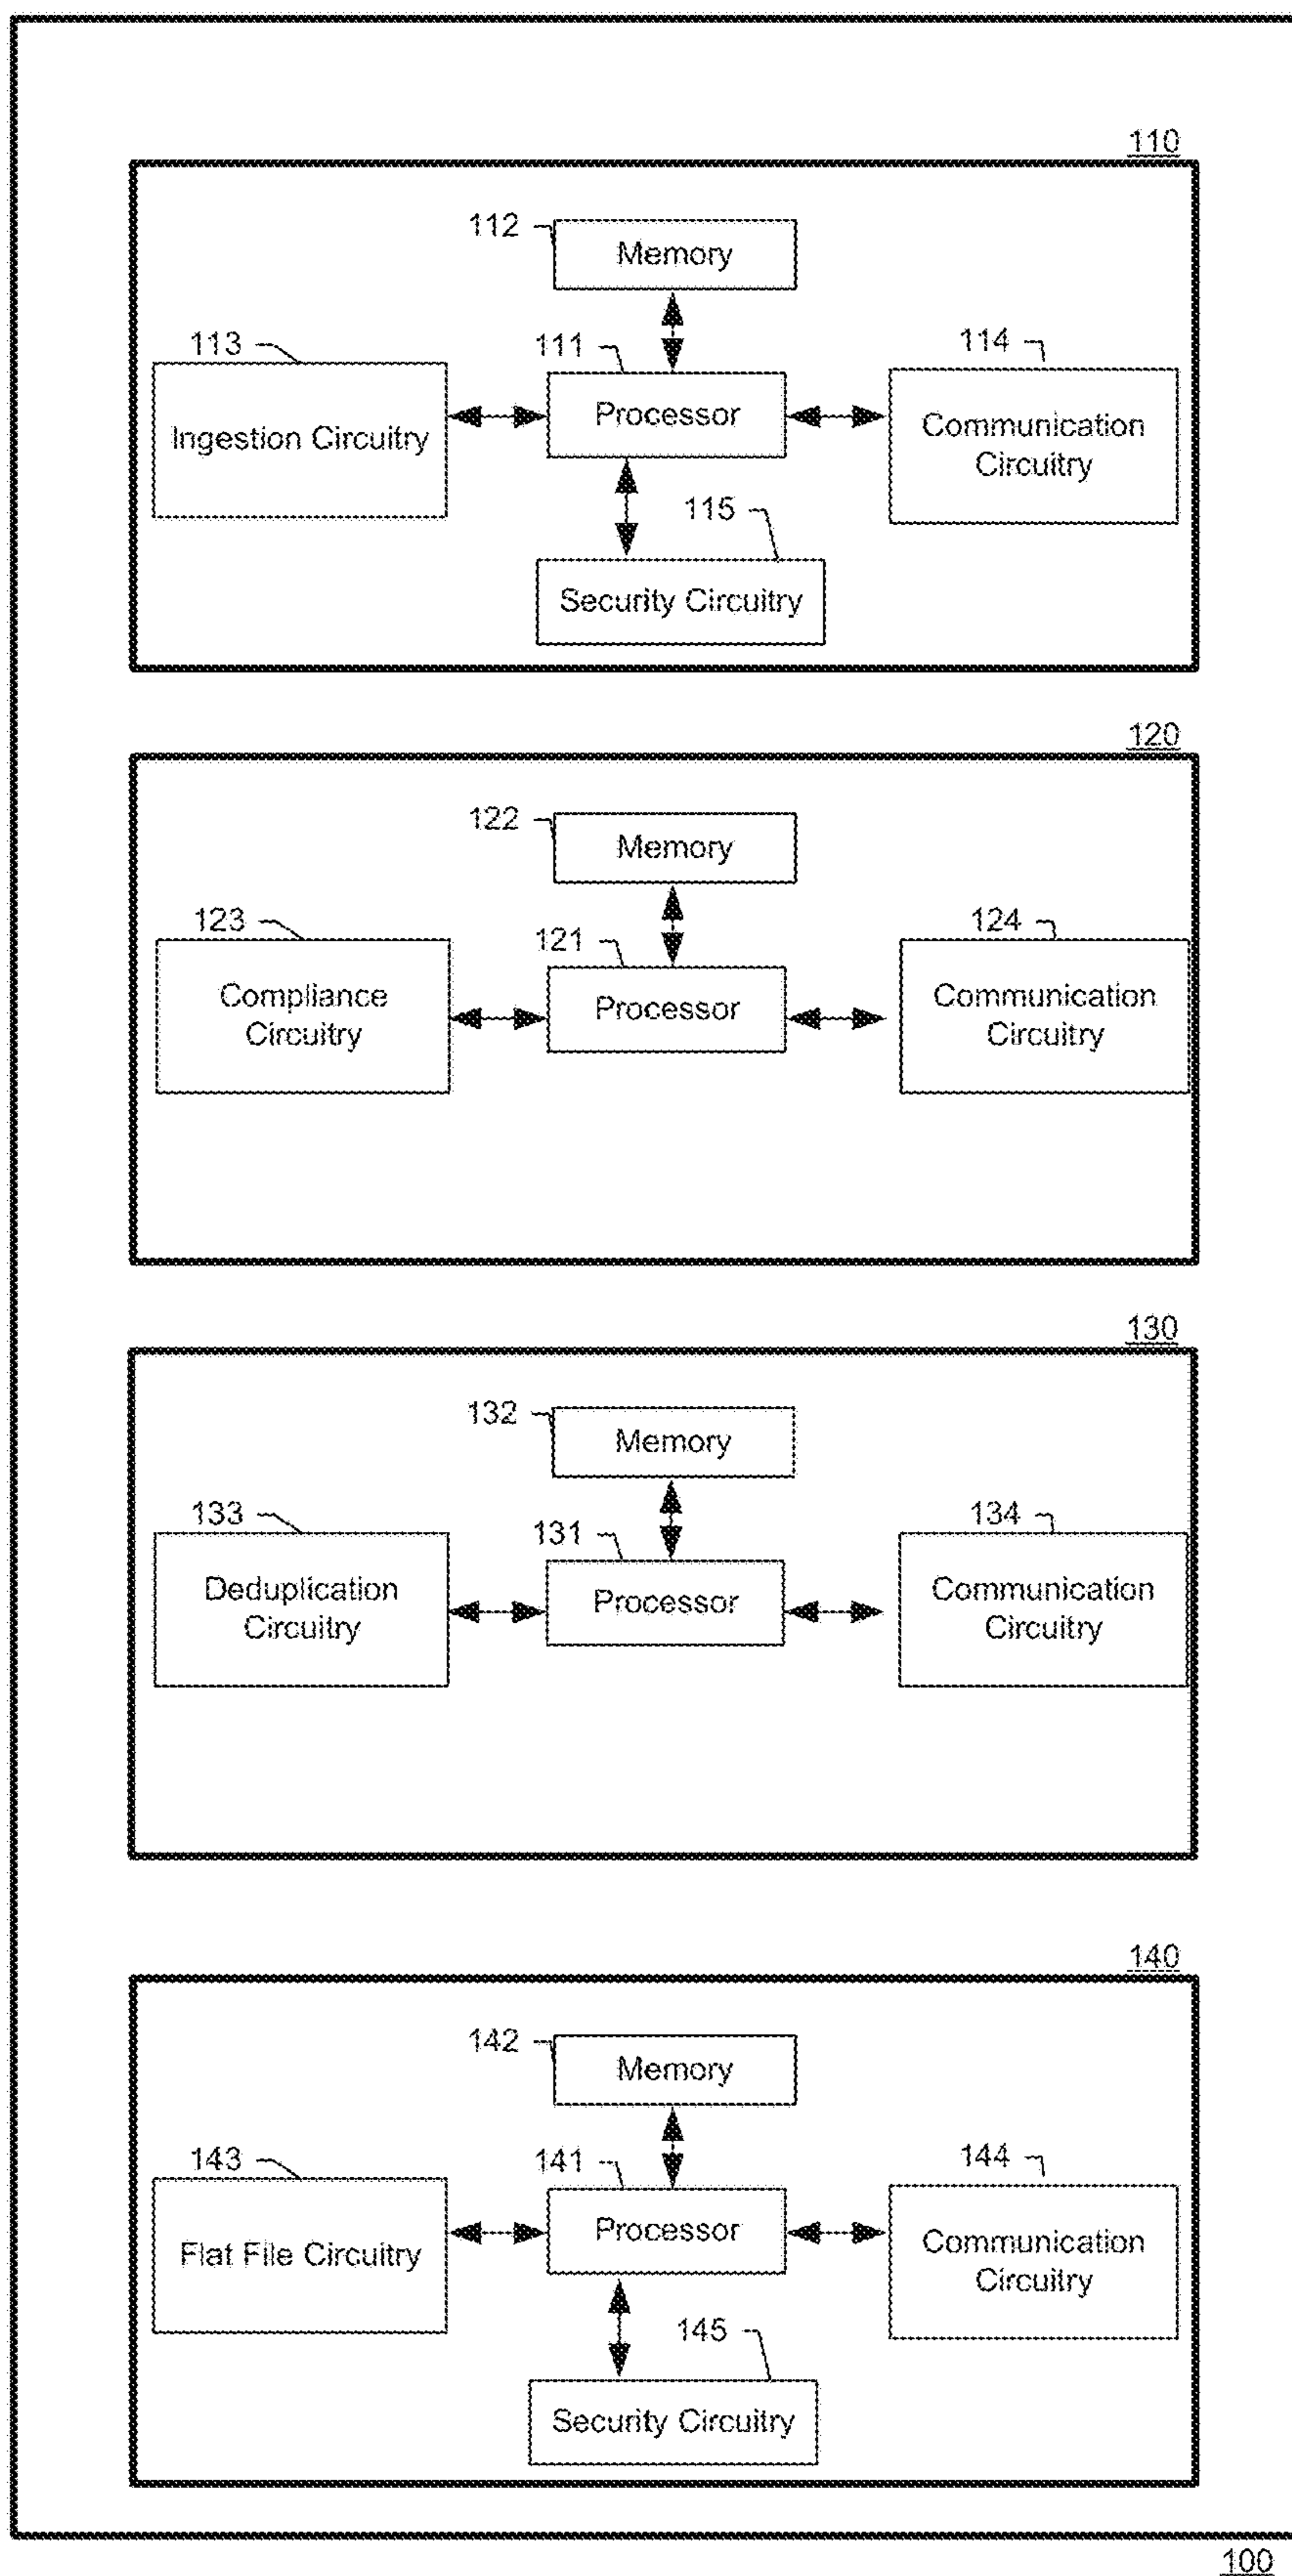 110
112
Memory
113
111
114
Ingestion Circuitry
Processor
Communication
Circuitry
115
Security Circuitry
120
122
Memory
123
121
124
Compliance
Circuitry
Processor
Communication
Circuitry
130
132
Memory
133
131
134
Deduplication
Circuitry
Processor
Communication
Circuitry
140
142
Memory
143
141
144
Flat File Circuitry
Processor
Communication
Circuitry
145
Security Circuitry
100